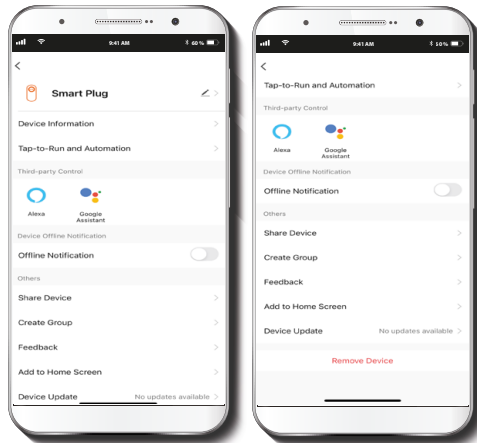 9:41 AM
60%
Smart Plug
Device Information
Tap-to-Run and Automation
Third-party Control
Alexa
Google
Assistant
Device Offline Notification
Offline Notification
Others
Share Device
Create Group
Feedback
Add to Home Screen
Device Update No updates available
9:41 AM
50%
Tap-to-Run and Automation
Third-party Control
Alexa
Google
Assistant
Device Offline Notification
Offline Notification
Others
Share Device
Create Group
Feedback
Add to Home Screen
Device Update No updates available
Remove Device